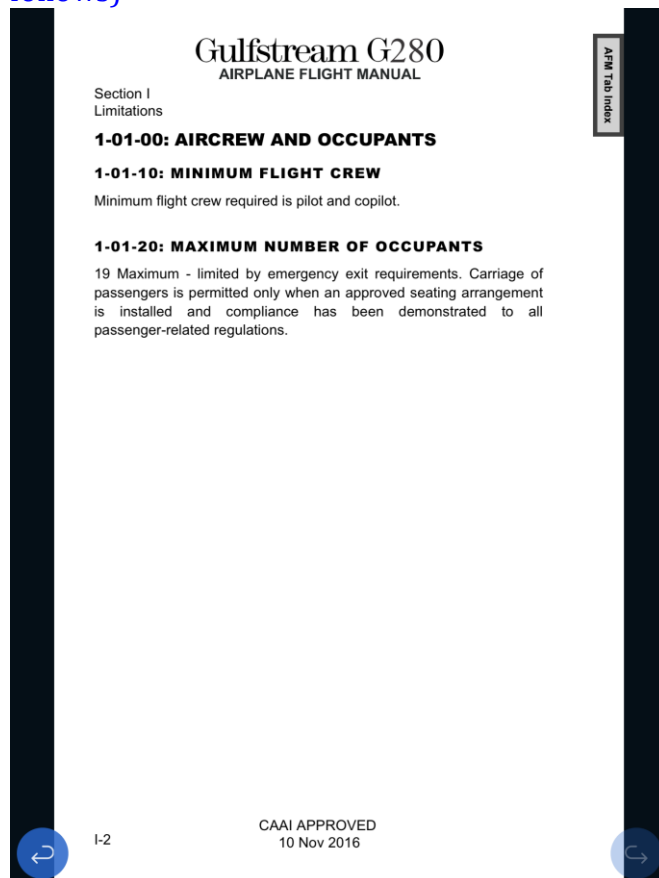 Gulfstream G280
AIRPLANE FLIGHT MANUAL
AFM Tab Index
Section I
Limitations
1-01-00: AIRCREW AND OCCUPANTS
1-01-10: MINIMUM FLIGHT CREW
Minimum flight crew required is pilot and copilot.
1-01-20: MAXIMUM NUMBER OF OCCUPANTS
19 Maximum - limited by emergency exit requirements. Carriage of
passengers is permitted only when an approved seating arrangement
is installed and compliance has been demonstrated to all
passenger-related regulations.
I-2
CAAI APPROVED
10 Nov 2016